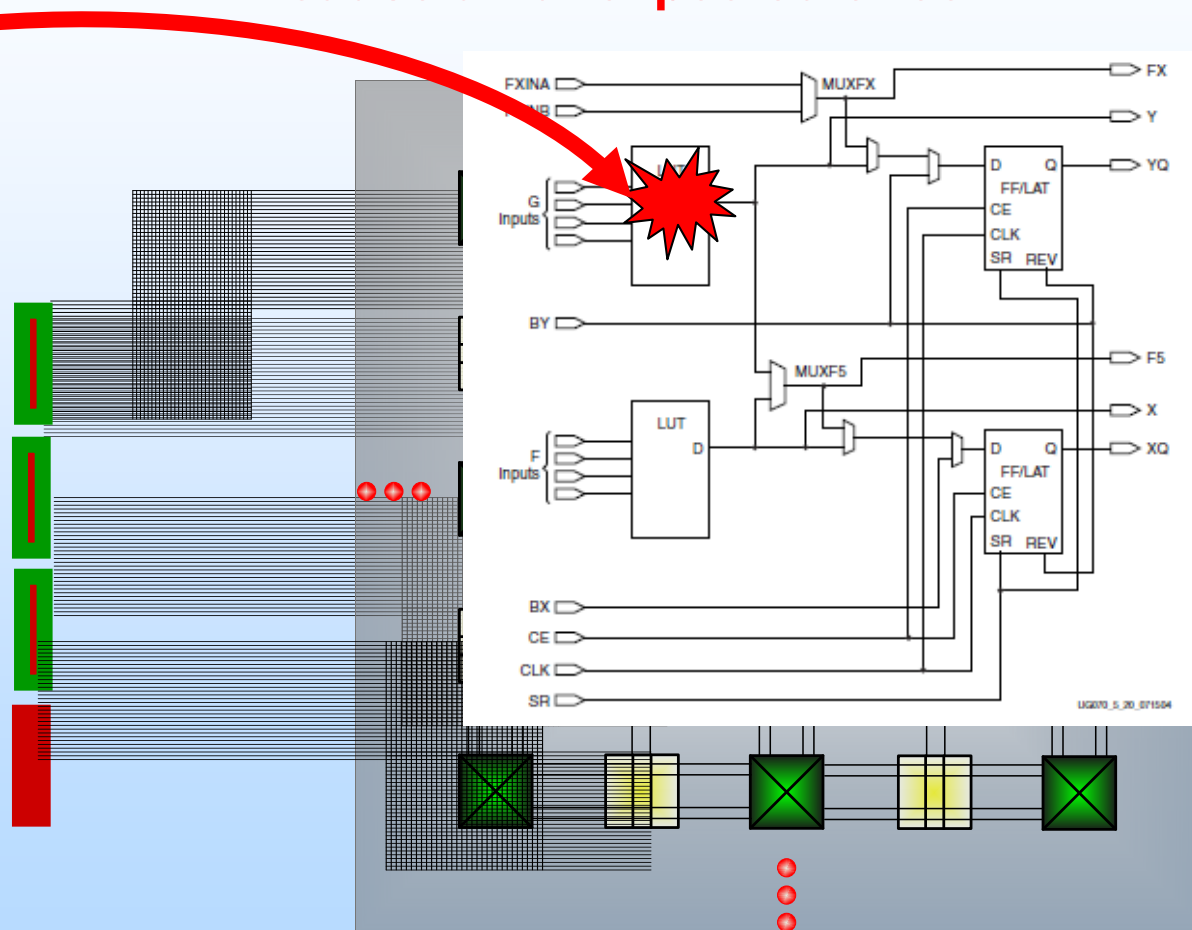 FXINA
MUXFX
FX
Y
D Q
YQ
FF/LAT
G
Inputs
CE
CLK
SR REV
BY
MUXF5
F5
LUT
X
D
D Q
XQ
F
Inputs
FF/LAT
CE
CLK
SR REV
BX
CE
CLK
SR
UG070_5_20_071504